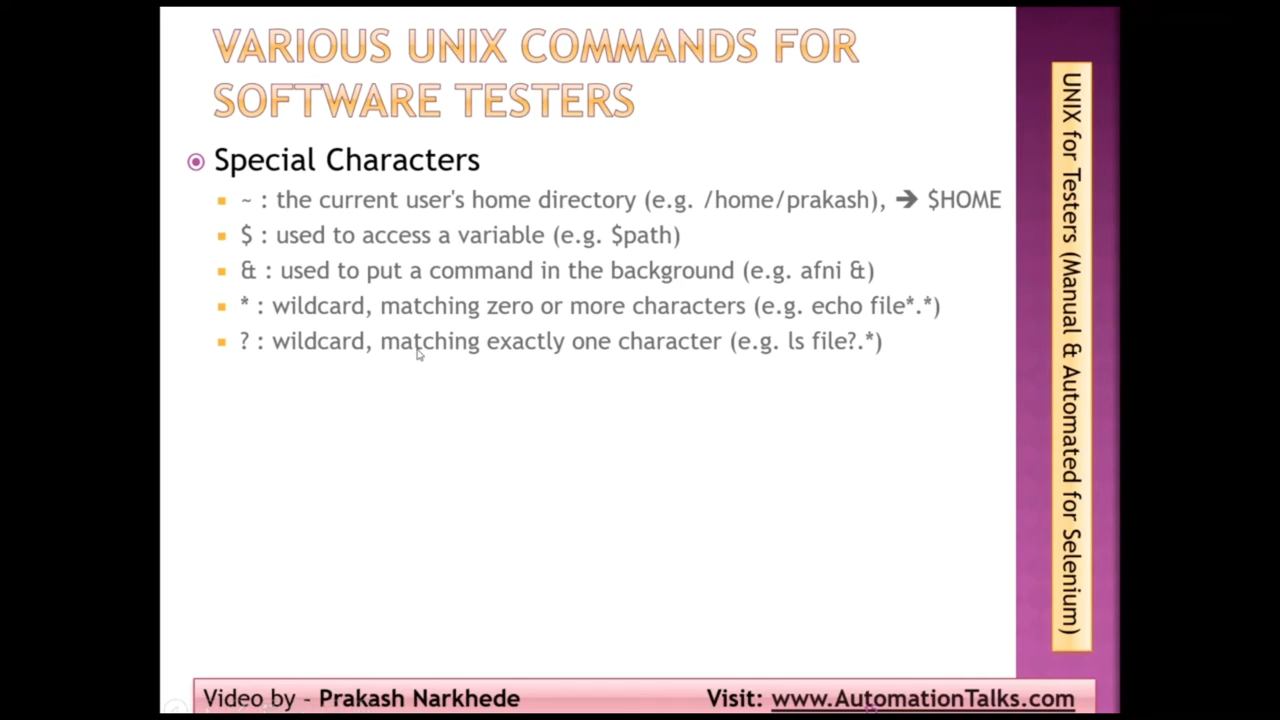 VARIOUS UNIX COMMANDS FOR
SOFTWARE TESTERS
Special Characters
~ : the current user's home directory (e.g. /home/prakash), ➔ $HOME
$ : used to access a variable (e.g. $path)
& : used to put a command in the background (e.g. afni &)
* : wildcard, matching zero or more characters (e.g. echo file*.*)
? : wildcard, matching exactly one character (e.g. ls file?.*)
UNIX for Testers (Manual & Automated for Selenium)
Video by - Prakash Narkhede
Visit: www.AutomationTalks.com